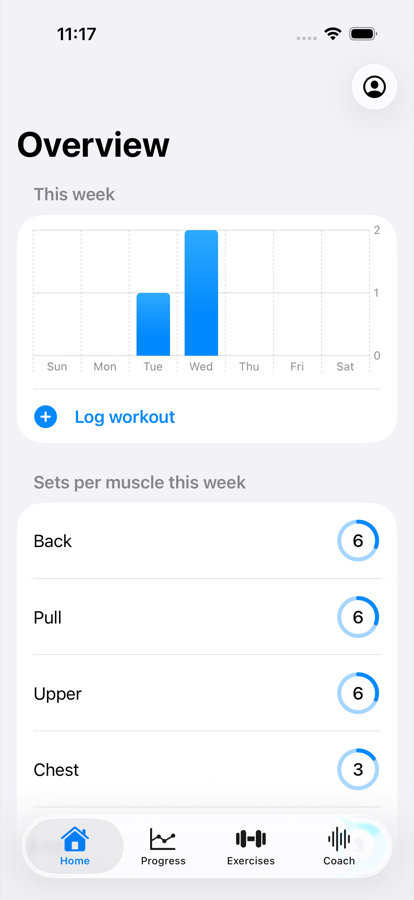 11:17
Overview
This week
2
1
0
Sun Mon Tue Wed Thu Fri Sat
Log workout
Sets per muscle this week
Back 6
Pull 6
Upper 6
Chest 3
Home Progress Exercises Coach